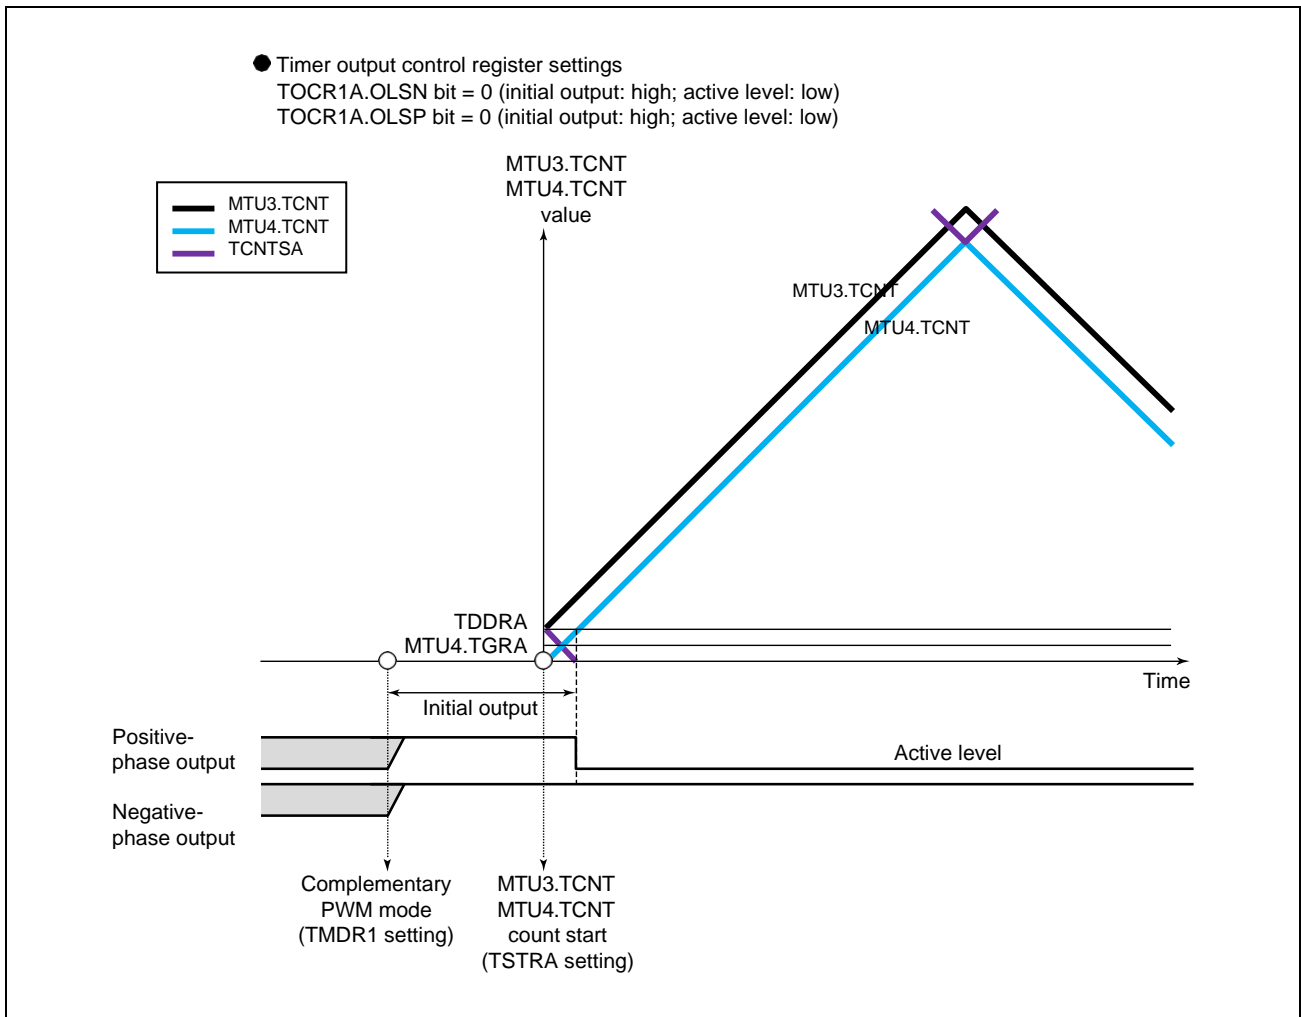 ● Timer output control register settings
TOCR1A.OLSN bit = 0 (initial output: high; active level: low)
TOCR1A.OLSP bit = 0 (initial output: high; active level: low)
MTU3.TCNT
MTU4.TCNT
value
MTU3.TCNT
MTU4.TCNT
TCNTSA
MTU3.TCNT
MTU4.TCNT
TDDRA
MTU4.TGRA
Time
Initial output
Positive-
phase output
Active level
Negative-
phase output
Complementary
PWM mode
(TMDR1 setting)
MTU3.TCNT
MTU4.TCNT
count start
(TSTRA setting)